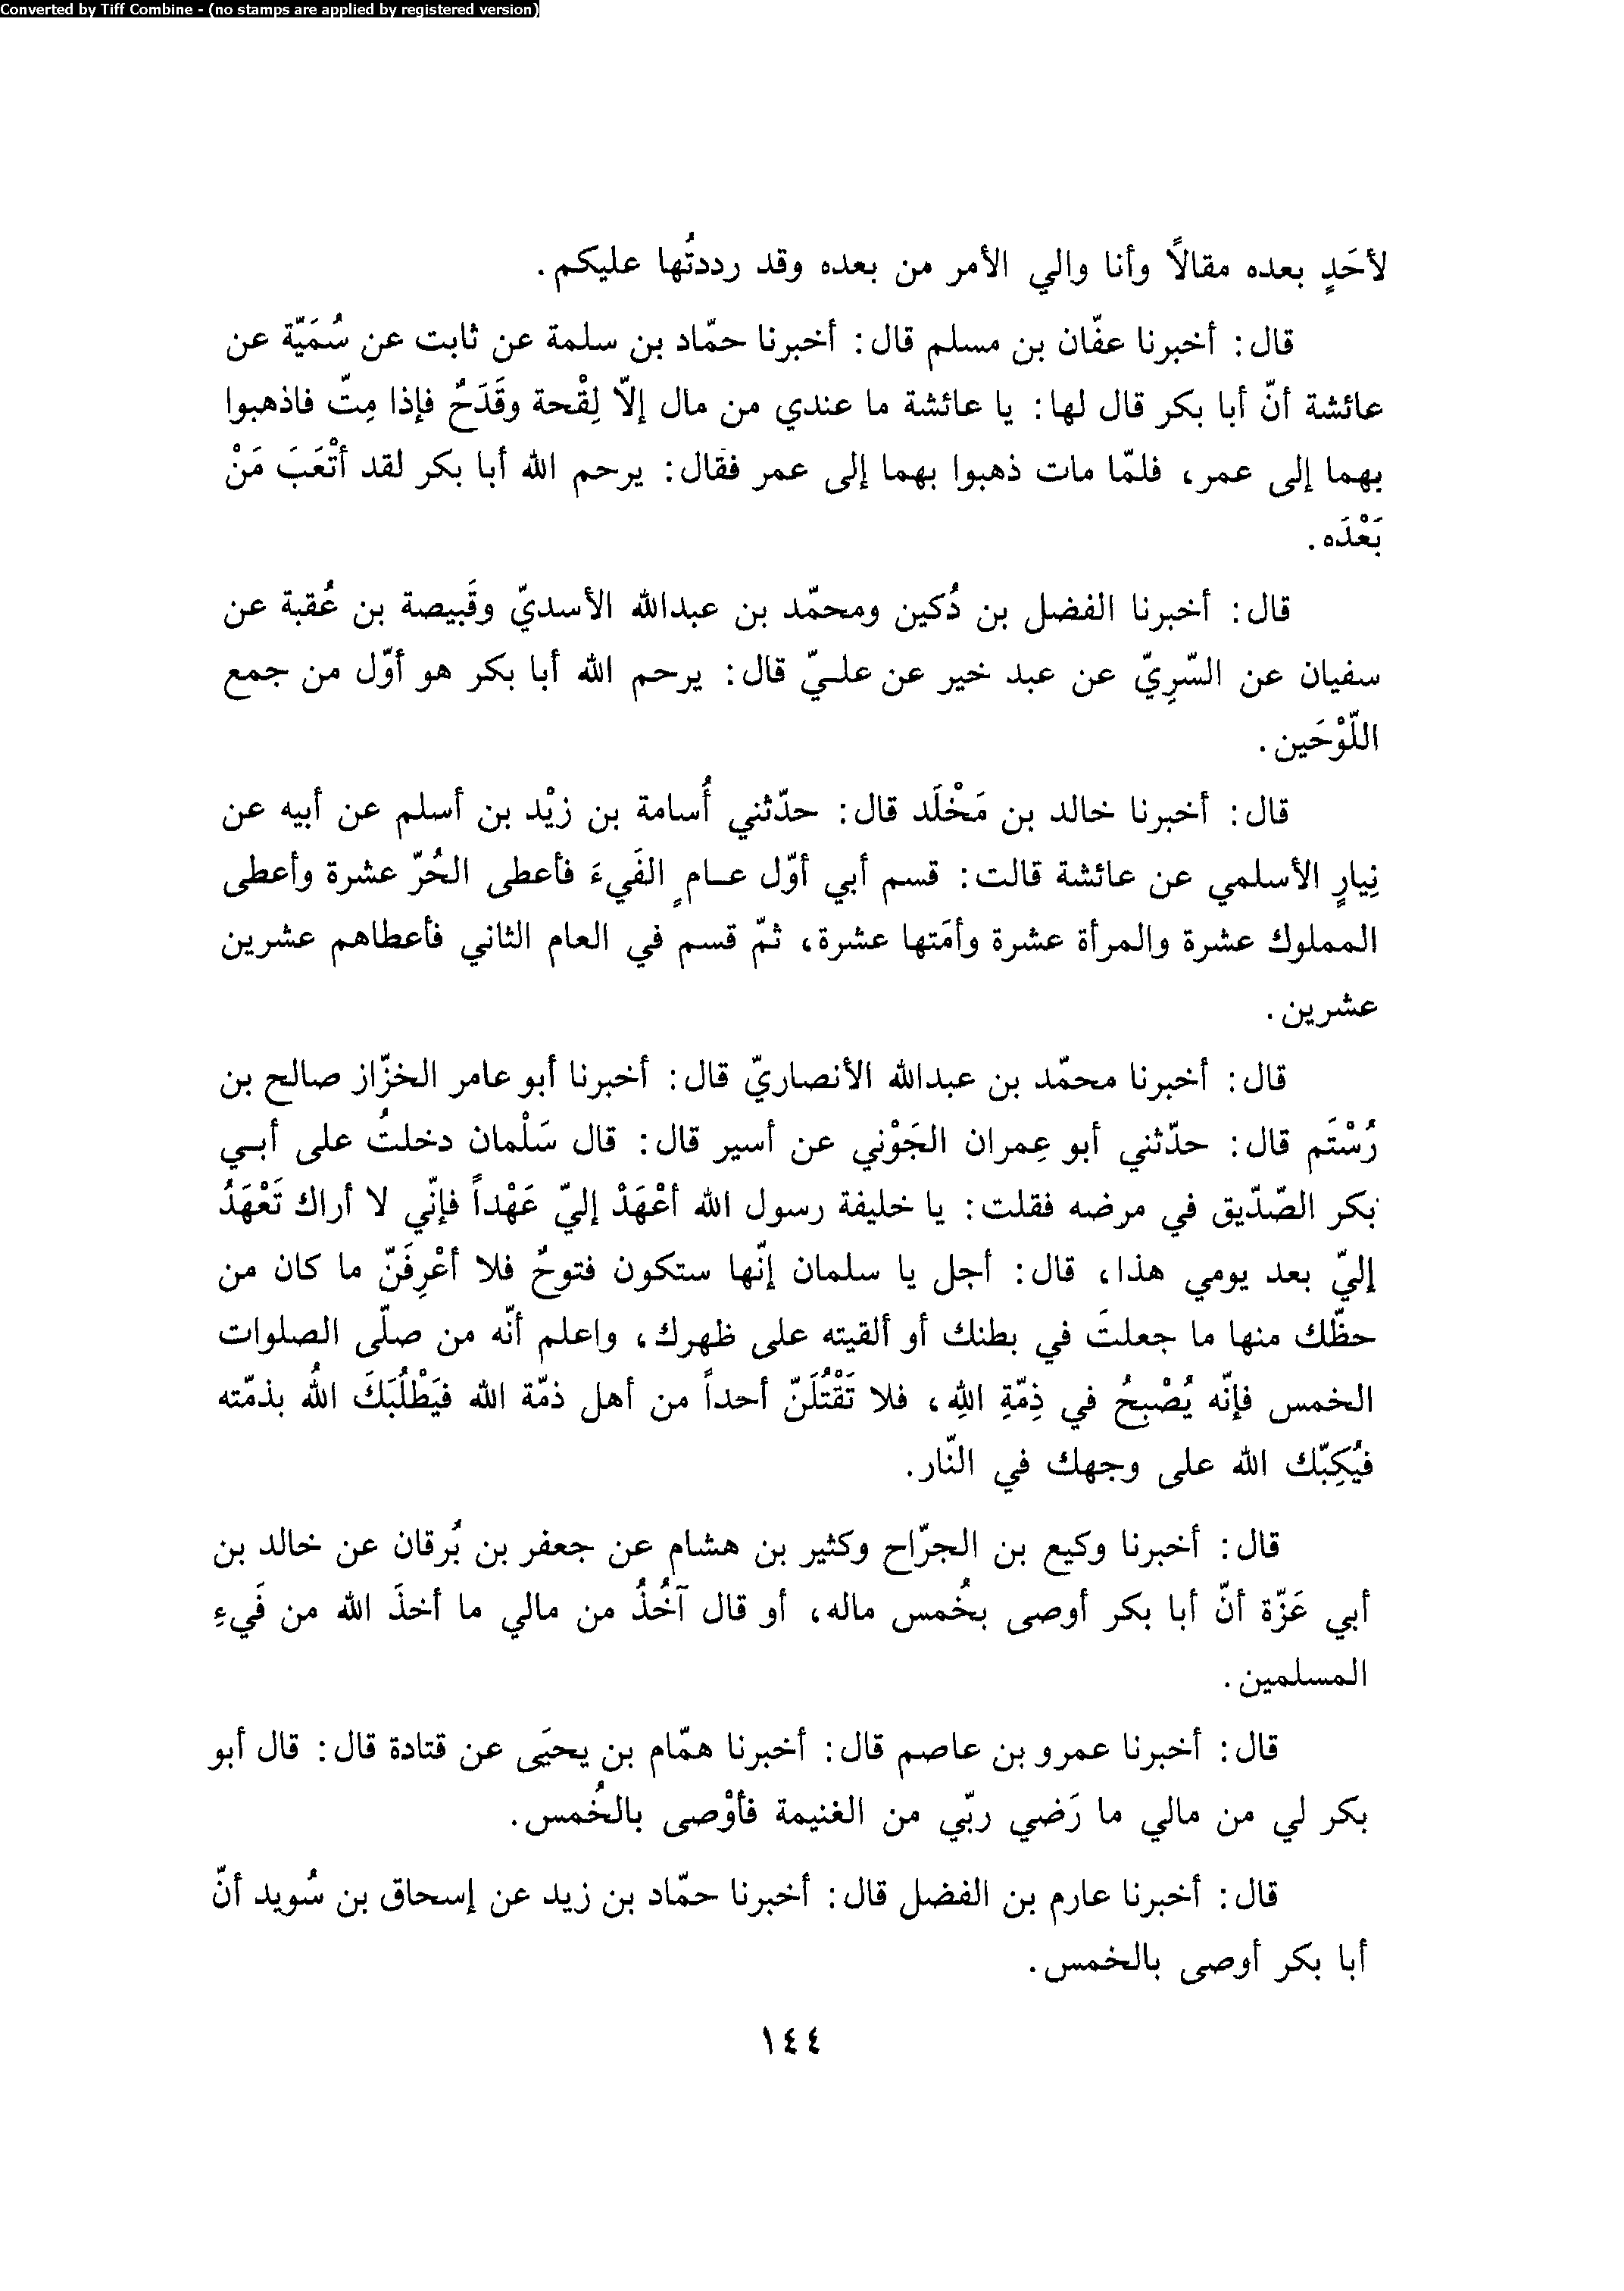 Converted by Tiff Combine - (no stamps are applied by registered version)
لأحَدٍ بعده مقالاً وأنا والي الأمر من بعده وقد رددتُها عليكم.
قال: أخبرنا عفّان بن مسلم قال: أخبرنا حمّاد بن سلمة عن ثابت عن سُمَيّة عن
عائشة أنّ أبا بكر قال لها: يا عائشة ما عندي من مال إلاّ لِقْحة وقَدَحٌ فإذا مِتّ فاذهبوا
بهما إلى عمر، فلمّا مات ذهبوا بهما إلى عمر فقال: يرحم الله أبا بكر لقد أتْعَبَ مَنْ
بَعْدَه.
قال: أخبرنا الفضل بن دُكين ومحمّد بن عبدالله الأسديّ وقَبيصة بن عُقبة عن
سفيان عن السّرِيّ عن عبد خير عن عليّ قال: يرحم الله أبا بكر هو أوّل من جمع
اللّوْحَين.
قال: أخبرنا خالد بن مَخْلَد قال: حدّثني أُسامة بن زيْد بن أسلم عن أبيه عن
نِيارٍ الأسلمي عن عائشة قالت: قسم أبي أوّل عامٍ الفَيءَ فأعطى الحُرّ عشرة وأعطى
المملوك عشرة والمرأة عشرة وأمَتها عشرة، ثمّ قسم في العام الثاني فأعطاهم عشرين
عشرين.
قال: أخبرنا محمّد بن عبدالله الأنصاريّ قال: أخبرنا أبو عامر الخزّاز صالح بن
رُسْتَم قال: حدّثني أبو عِمران الجَوْني عن أسير قال: قال سَلْمان دخلتُ على أبي
بكر الصّدّيق في مرضه فقلت: يا خليفة رسول الله أعْهَدْ إليّ عَهْداً فإنّي لا أراك تَعْهَدُ
إليّ بعد يومي هذا، قال: أجل يا سلمان إنّها ستكون فتوحٌ فلا أعْرِفَنّ ما كان من
حظّك منها ما جعلتَ في بطنك أو ألقيته على ظهرك، واعلم أنّه من صلّى الصلوات
الخمس فإنّه يُصْبِحُ في ذِمّةِ اللهِ، فلا تَقْتُلَنّ أحداً من أهل ذمّة الله فيَطْلُبَكَ اللهُ بذمّته
فيُكِبّك الله على وجهك في النّار.
قال: أخبرنا وكيع بن الجرّاح وكثير بن هشام عن جعفر بن بُرقان عن خالد بن
أبي عَزّة أنّ أبا بكر أوصى بخُمس ماله، أو قال آخُذُ من مالي ما أخذَ الله من فَيءِ
المسلمين.
قال: أخبرنا عمرو بن عاصم قال: أخبرنا همّام بن يحيَى عن قتادة قال: قال أبو
بكر لي من مالي ما رَضي ربّي من الغنيمة فأوْصى بالخُمس.
قال: أخبرنا عارم بن الفضل قال: أخبرنا حمّاد بن زيد عن إسحاق بن سُويد أنّ
أبا بكر أوصى بالخمس.
١٤٤